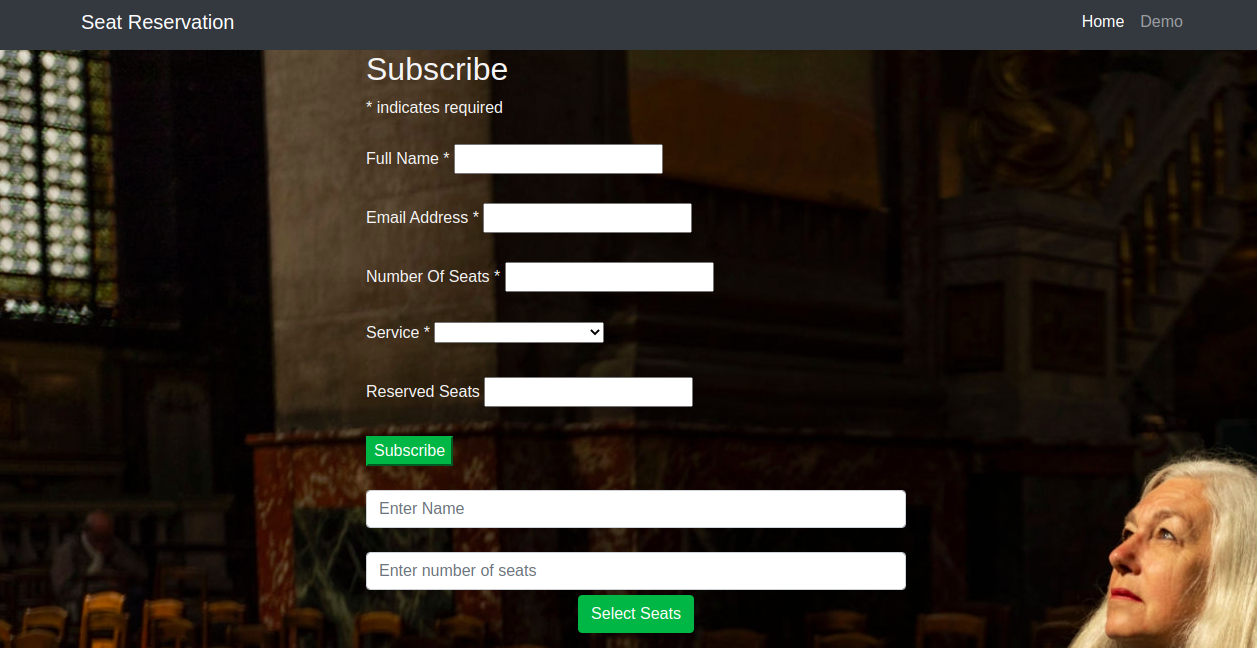 Seat Reservation
Home Demo
Subscribe
* indicates required
Full Name *
Email Address *
Number Of Seats *
Service *
Reserved Seats
Subscribe
Enter Name
Enter number of seats
Select Seats